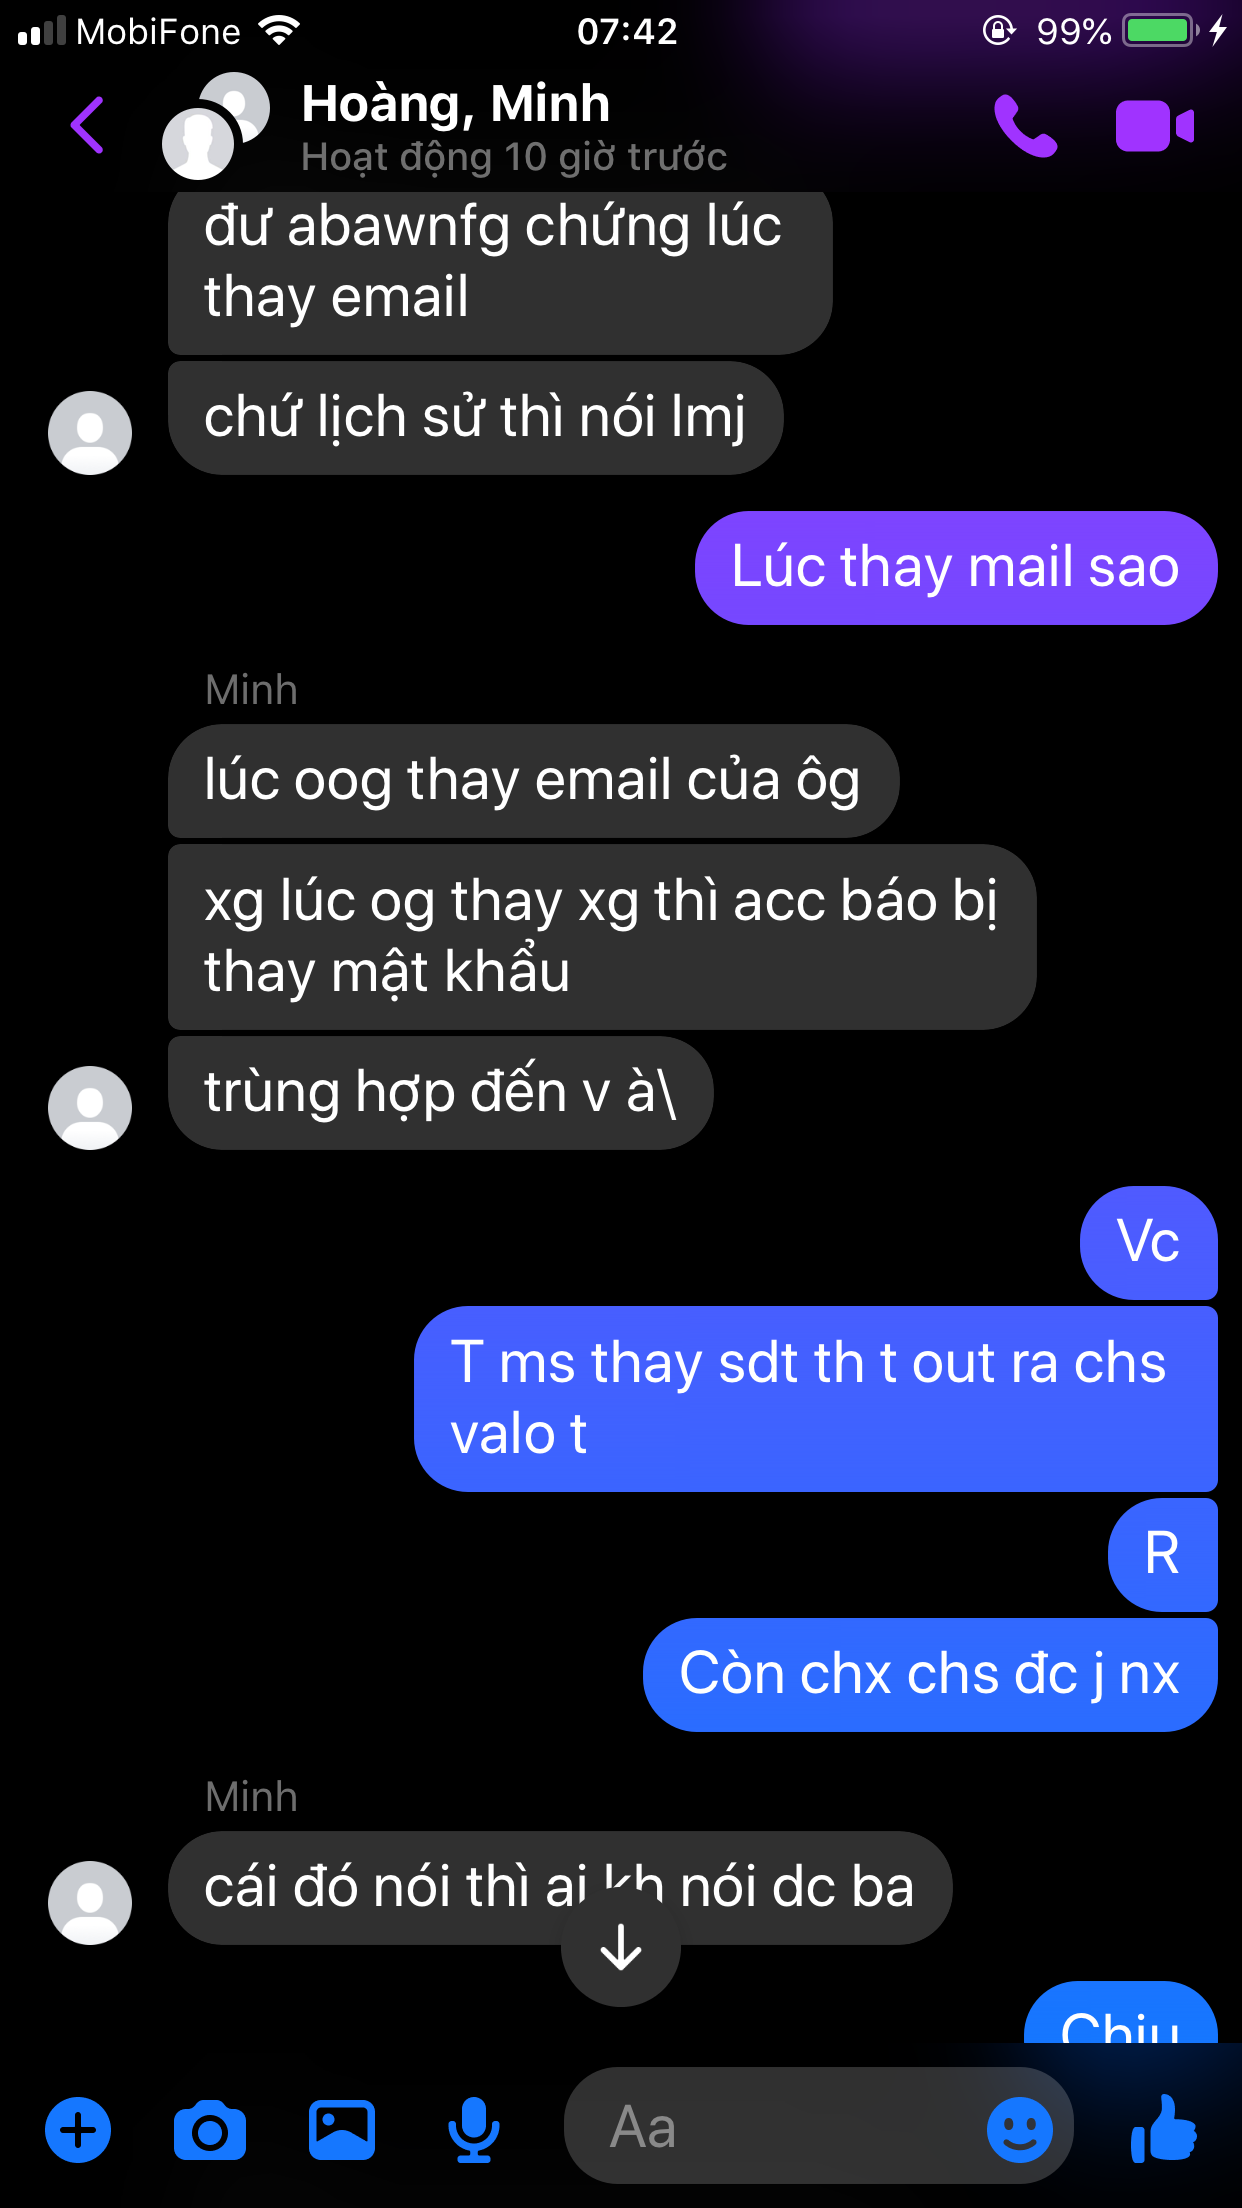 MobiFone
07:42
99%
Hoàng, Minh
Hoạt động 10 giờ trước
đư abawnfg chứng lúc
thay email
chứ lịch sử thì nói lmj
Lúc thay mail sao
Minh
lúc oog thay email của ôg
xg lúc og thay xg thì acc báo bị
thay mật khẩu
trùng hợp đến v à\
Vc
T ms thay sdt th t out ra chs
valo t
R
Còn chx chs đc j nx
Minh
cái đó nói thì ai kh nói dc ba
Aa